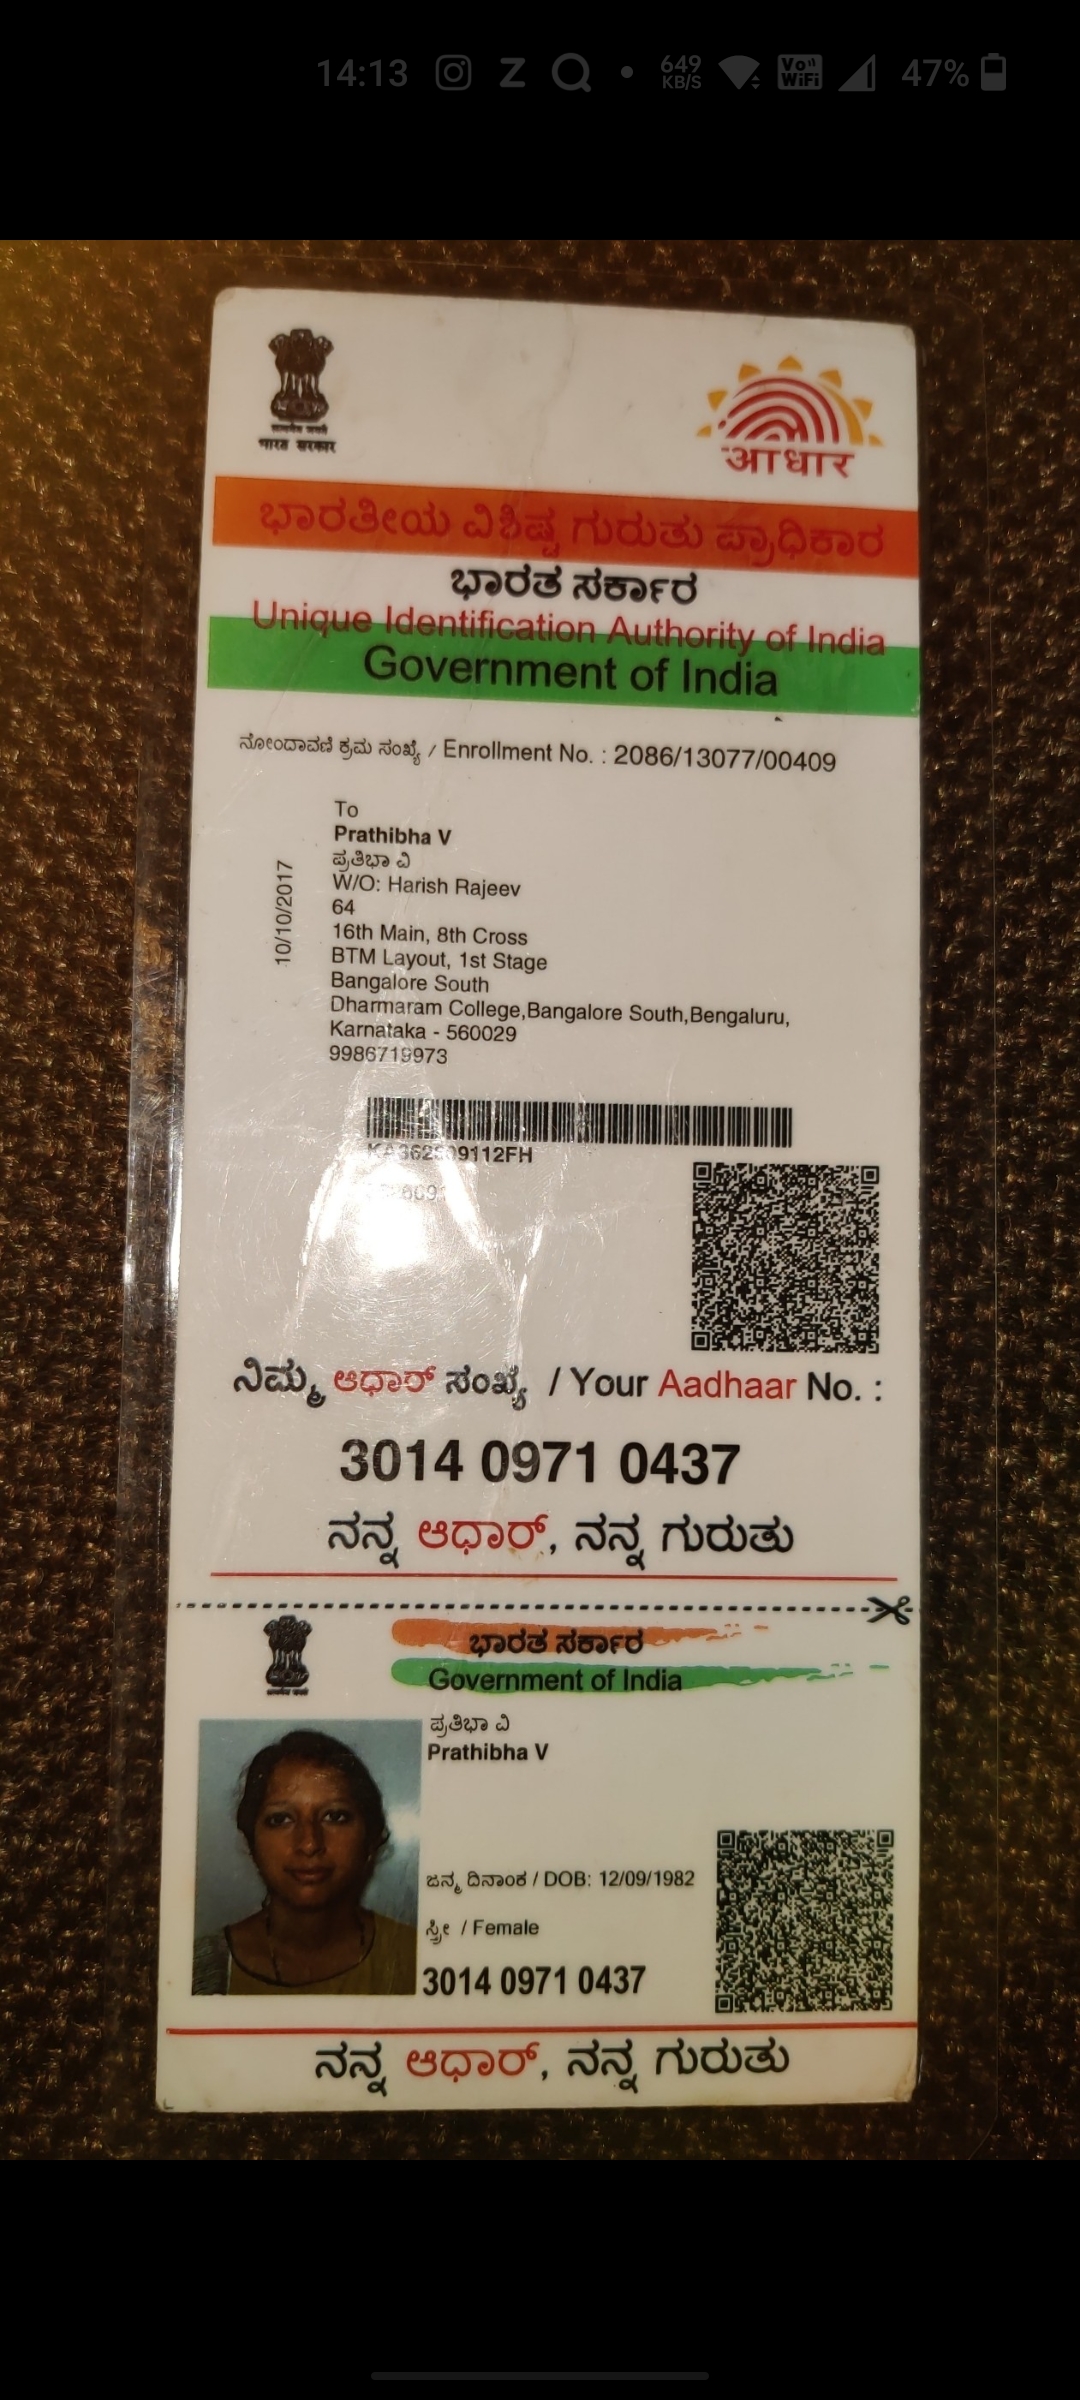 14:13
649 KB/S
Vo WiFi
47%
भारत सरकार
आधार
ಭಾರತೀಯ ವಿಶಿಷ್ಟ ಗುರುತು ಪ್ರಾಧಿಕಾರ
ಭಾರತ ಸರ್ಕಾರ
Unique Identification Authority of India
Government of India
ನೋಂದಾವಣಿ ಕ್ರಮ ಸಂಖ್ಯೆ / Enrollment No. : 2086/13077/00409
10/10/2017
To
Prathibha V
ಪ್ರತಿಭಾ ವಿ
W/O: Harish Rajeev
64
16th Main, 8th Cross
BTM Layout, 1st Stage
Bangalore South
Dharmaram College,Bangalore South,Bengaluru,
Karnataka - 560029
9986719973
ನಿಮ್ಮ ಆಧಾರ್ ಸಂಖ್ಯೆ / Your Aadhaar No. :
3014 0971 0437
ನನ್ನ ಆಧಾರ್, ನನ್ನ ಗುರುತು
ಭಾರತ ಸರ್ಕಾರ
Government of India
ಪ್ರತಿಭಾ ವಿ
Prathibha V
ಜನ್ಮ ದಿನಾಂಕ / DOB: 12/09/1982
ಸ್ತ್ರೀ / Female
3014 0971 0437
ನನ್ನ ಆಧಾರ್, ನನ್ನ ಗುರುತು